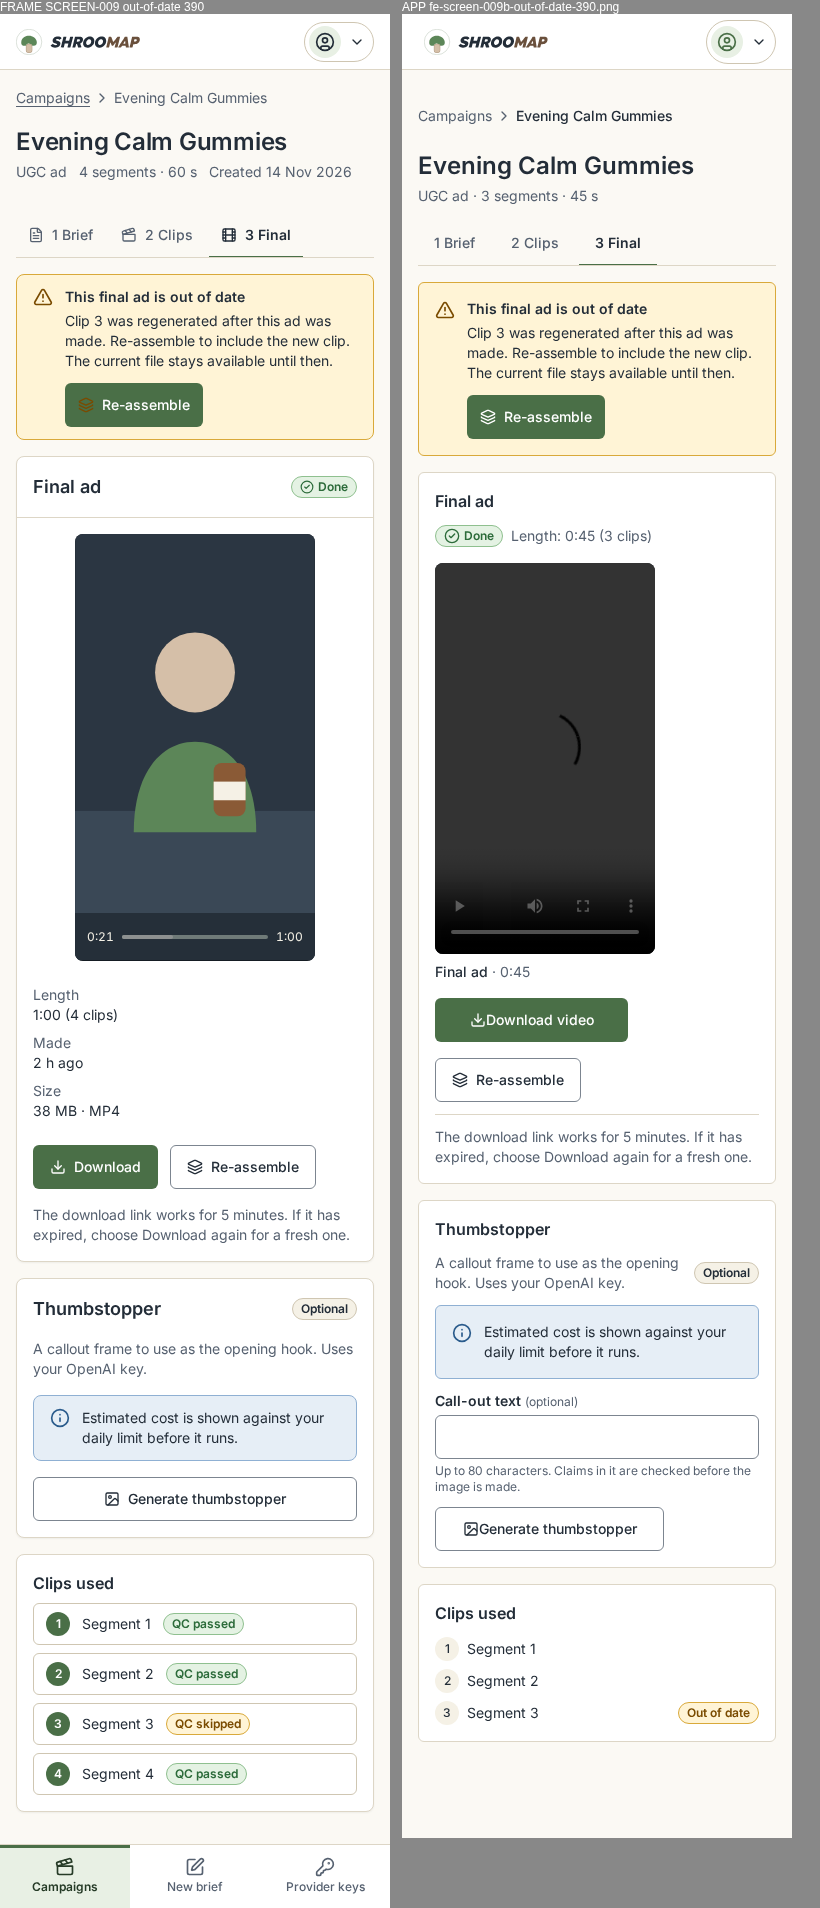 FRAME SCREEN-009 out-of-date 390
SHROOMAP
Campaigns > Evening Calm Gummies
Evening Calm Gummies
UGC ad 4 segments · 60 s Created 14 Nov 2026
1 Brief 2 Clips 3 Final
This final ad is out of date
Clip 3 was regenerated after this ad was
made. Re-assemble to include the new clip.
The current file stays available until then.
Re-assemble
Final ad
Done
0:21 1:00
Length
1:00 (4 clips)
Made
2 h ago
Size
38 MB · MP4
Download Re-assemble
The download link works for 5 minutes. If it has
expired, choose Download again for a fresh one.
Thumbstopper
Optional
A callout frame to use as the opening hook. Uses
your OpenAI key.
Estimated cost is shown against your
daily limit before it runs.
Generate thumbstopper
Clips used
1 Segment 1 QC passed
2 Segment 2 QC passed
3 Segment 3 QC skipped
4 Segment 4 QC passed
Campaigns New brief Provider keys
APP fe-screen-009b-out-of-date-390.png
SHROOMAP
Campaigns > Evening Calm Gummies
Evening Calm Gummies
UGC ad · 3 segments · 45 s
1 Brief 2 Clips 3 Final
This final ad is out of date
Clip 3 was regenerated after this ad was
made. Re-assemble to include the new clip.
The current file stays available until then.
Re-assemble
Final ad
Done Length: 0:45 (3 clips)
Final ad · 0:45
Download video
Re-assemble
The download link works for 5 minutes. If it has
expired, choose Download again for a fresh one.
Thumbstopper
A callout frame to use as the opening
hook. Uses your OpenAI key.
Optional
Estimated cost is shown against your
daily limit before it runs.
Call-out text (optional)
Up to 80 characters. Claims in it are checked before the
image is made.
Generate thumbstopper
Clips used
1 Segment 1
2 Segment 2
3 Segment 3 Out of date